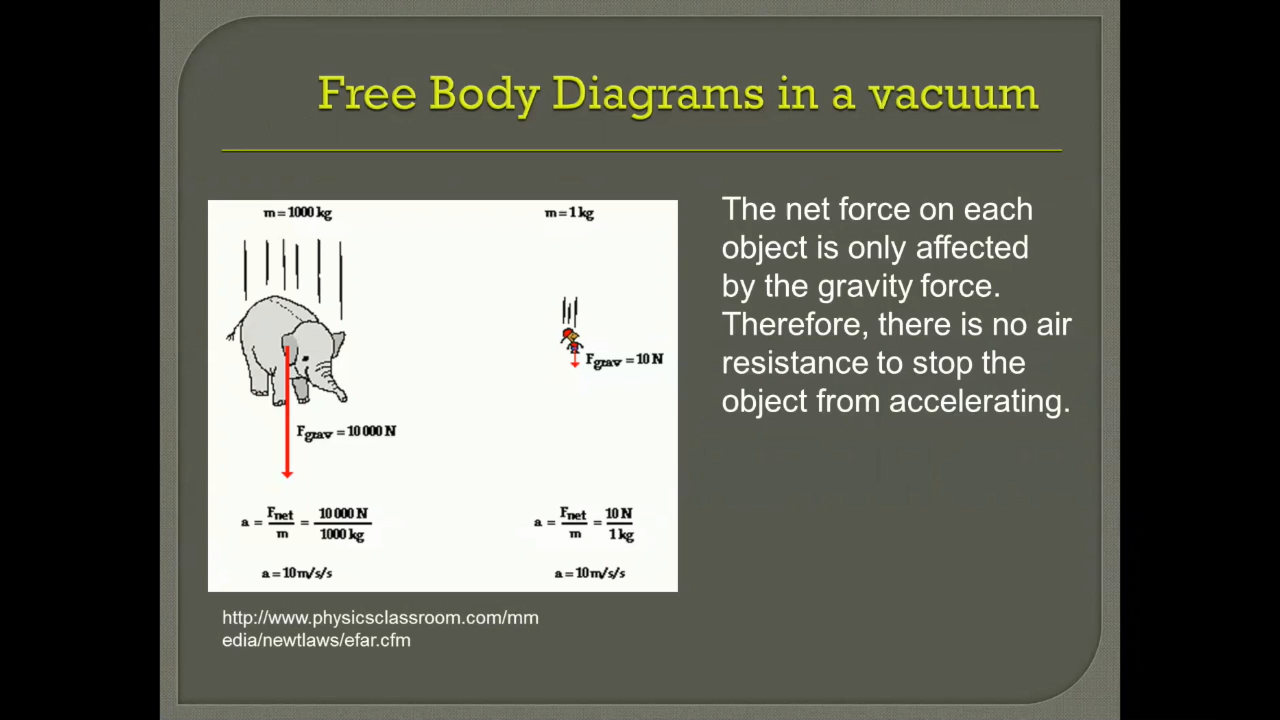 Free Body Diagrams in a vacuum
m = 1000 kg
m = 1 kg
The net force on each
object is only affected
by the gravity force.
Therefore, there is no air
resistance to stop the
object from accelerating.
Fgrav = 10 N
Fgrav = 10 000 N
a = Fnet / m = 10 000 N / 1000 kg
a = Fnet / m = 10 N / 1 kg
a = 10 m/s/s
a = 10 m/s/s
http://www.physicsclassroom.com/mm
edia/newtlaws/efar.cfm